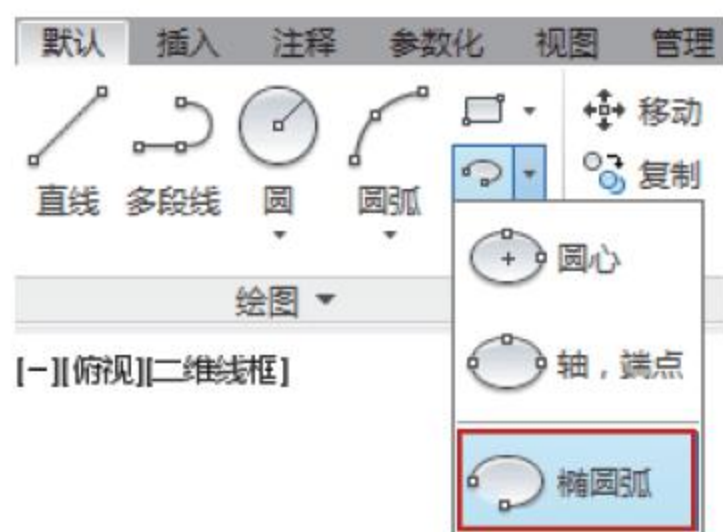 默认 插入 注释 参数化 视图 管理
移动
复制
直线 多段线 圆 圆弧
圆心
绘图
轴，端点
[-][俯视][二维线框]
椭圆弧